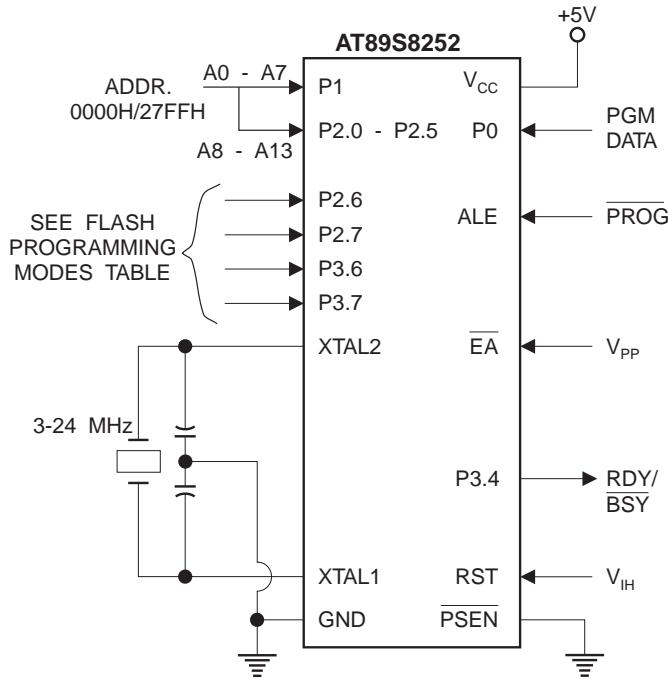 +5V
AT89S8252
A0 - A7
ADDR.
0000H/27FFH
P1
VCC
P2.0 - P2.5
P0
PGM
DATA
A8 - A13
P2.6
SEE FLASH
PROGRAMMING
MODES TABLE
P2.7
ALE
PROG
P3.6
P3.7
XTAL2
EA
VPP
3-24 MHz
P3.4
RDY/
BSY
XTAL1
RST
VIH
GND
PSEN